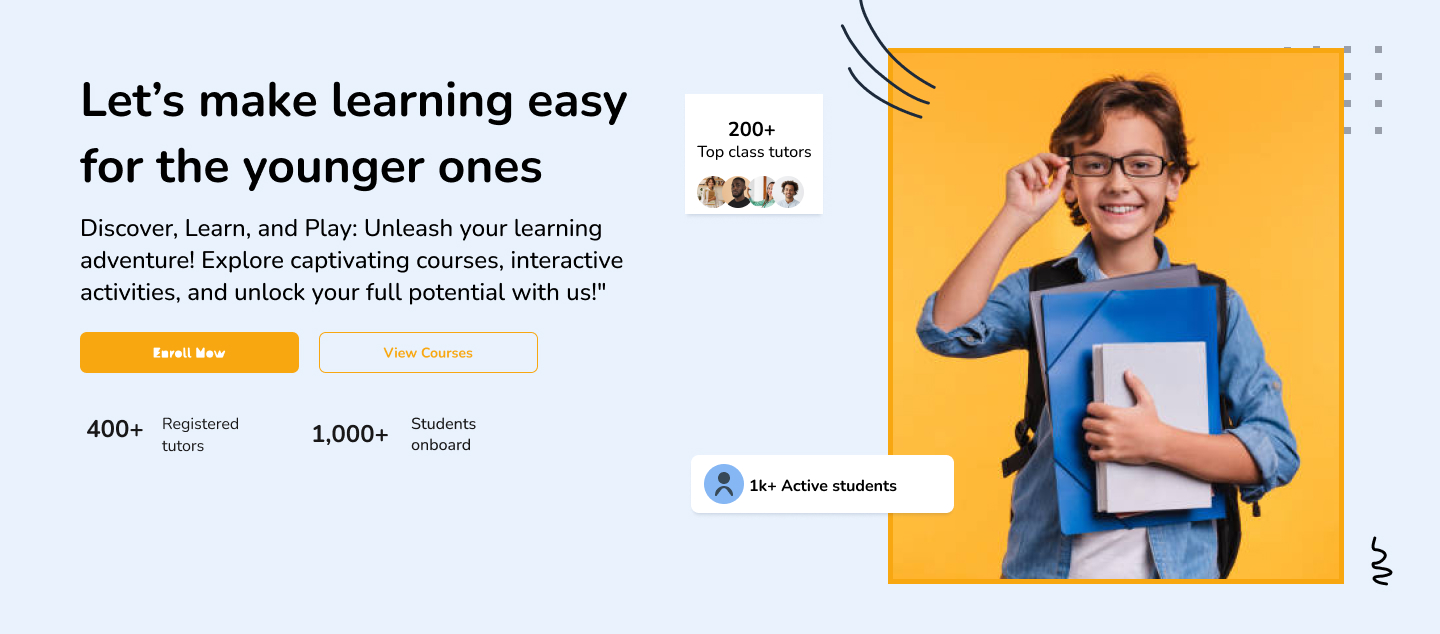 Let’s make learning easy
for the younger ones
Discover, Learn, and Play: Unleash your learning
adventure! Explore captivating courses, interactive
activities, and unlock your full potential with us!"
Enroll Now
View Courses
400+
Registered
tutors
1,000+
Students
onboard
200+
Top class tutors
1k+ Active students